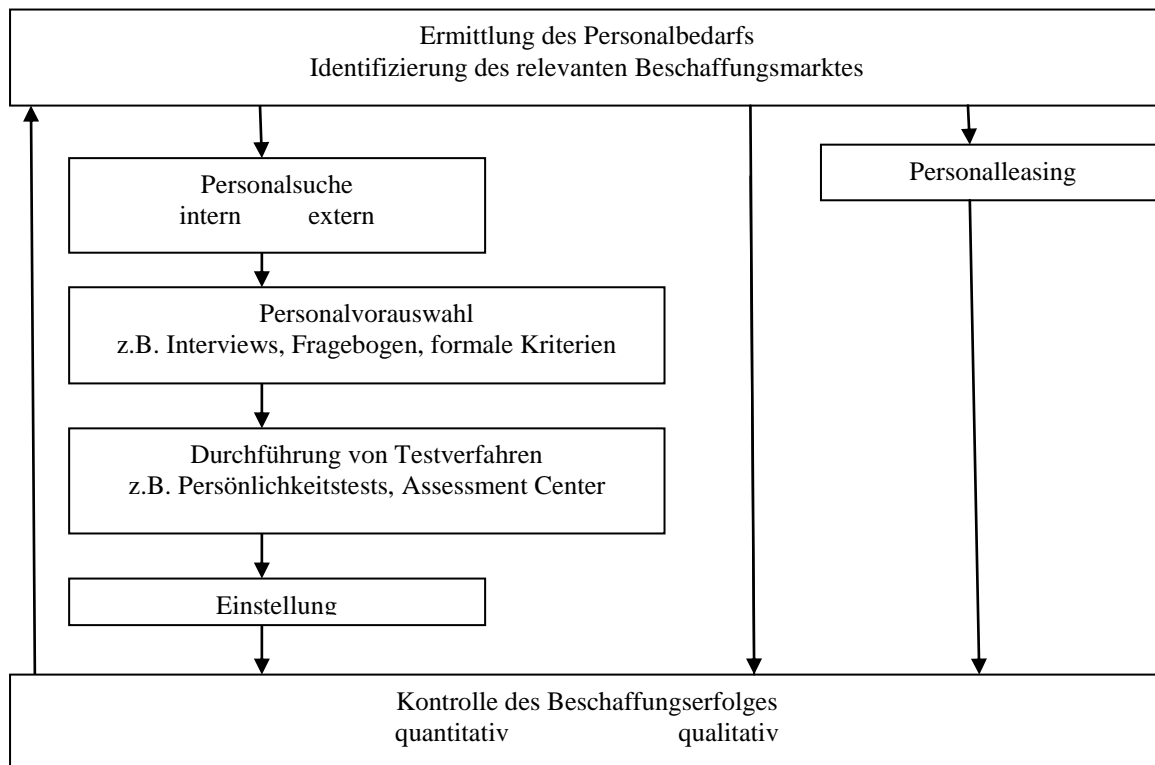 Ermittlung des Personalbedarfs
Identifizierung des relevanten Beschaffungsmarktes
Personalsuche
intern extern
Personalleasing
Personalvorauswahl
z.B. Interviews, Fragebogen, formale Kriterien
Durchführung von Testverfahren
z.B. Persönlichkeitstests, Assessment Center
Einstellung
Kontrolle des Beschaffungserfolges
quantitativ qualitativ